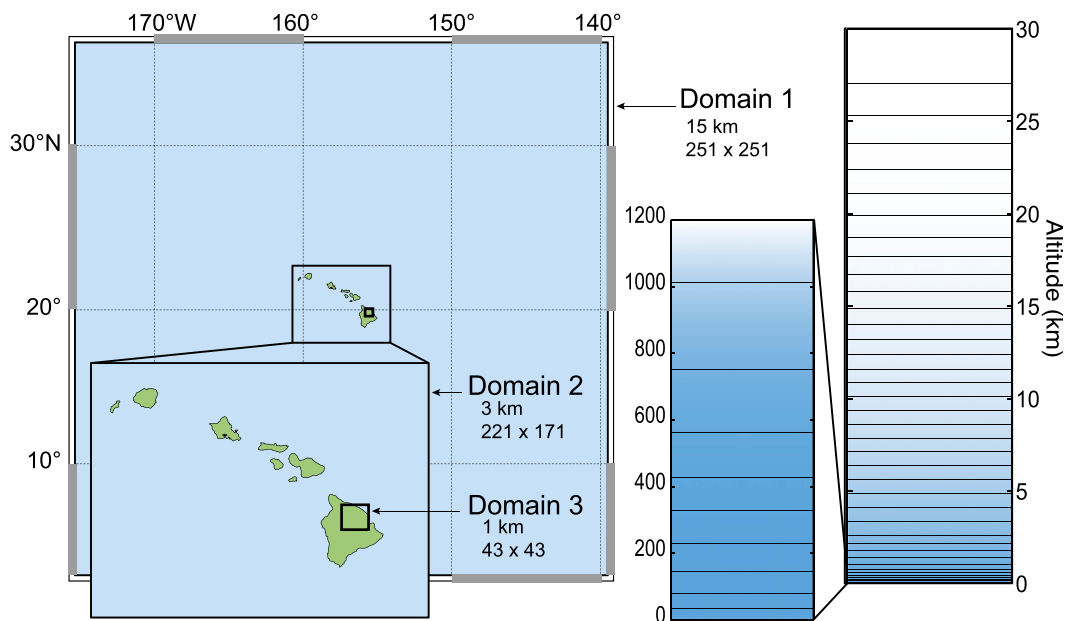 170°W 160° 150° 140°
30°N
20°
10°
Domain 1
15 km
251 x 251
Domain 2
3 km
221 x 171
Domain 3
1 km
43 x 43
1200
1000
800
600
400
200
0
30
25
20
15
10
5
0
Altitude (km)